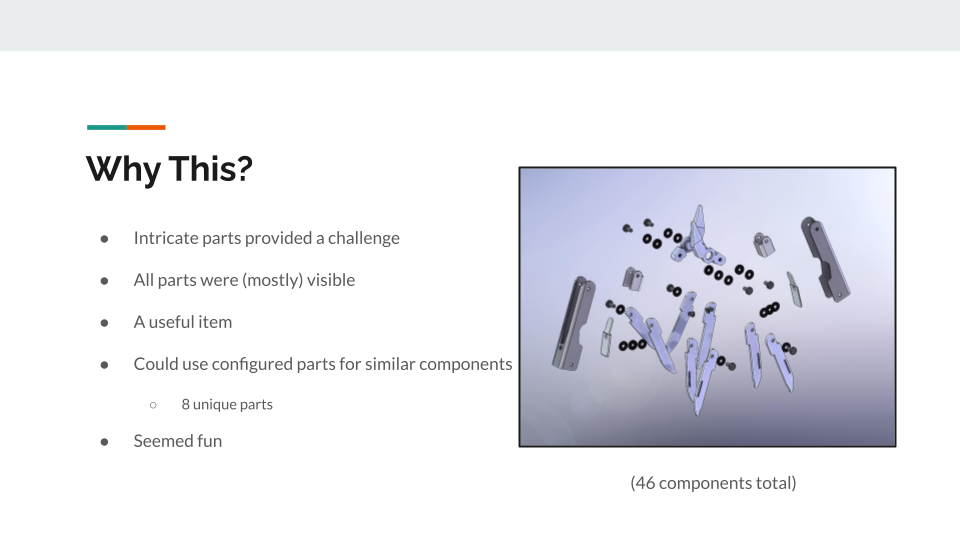 Why This?
● Intricate parts provided a challenge
● All parts were (mostly) visible
● A useful item
● Could use configured parts for similar components
○ 8 unique parts
● Seemed fun
(46 components total)